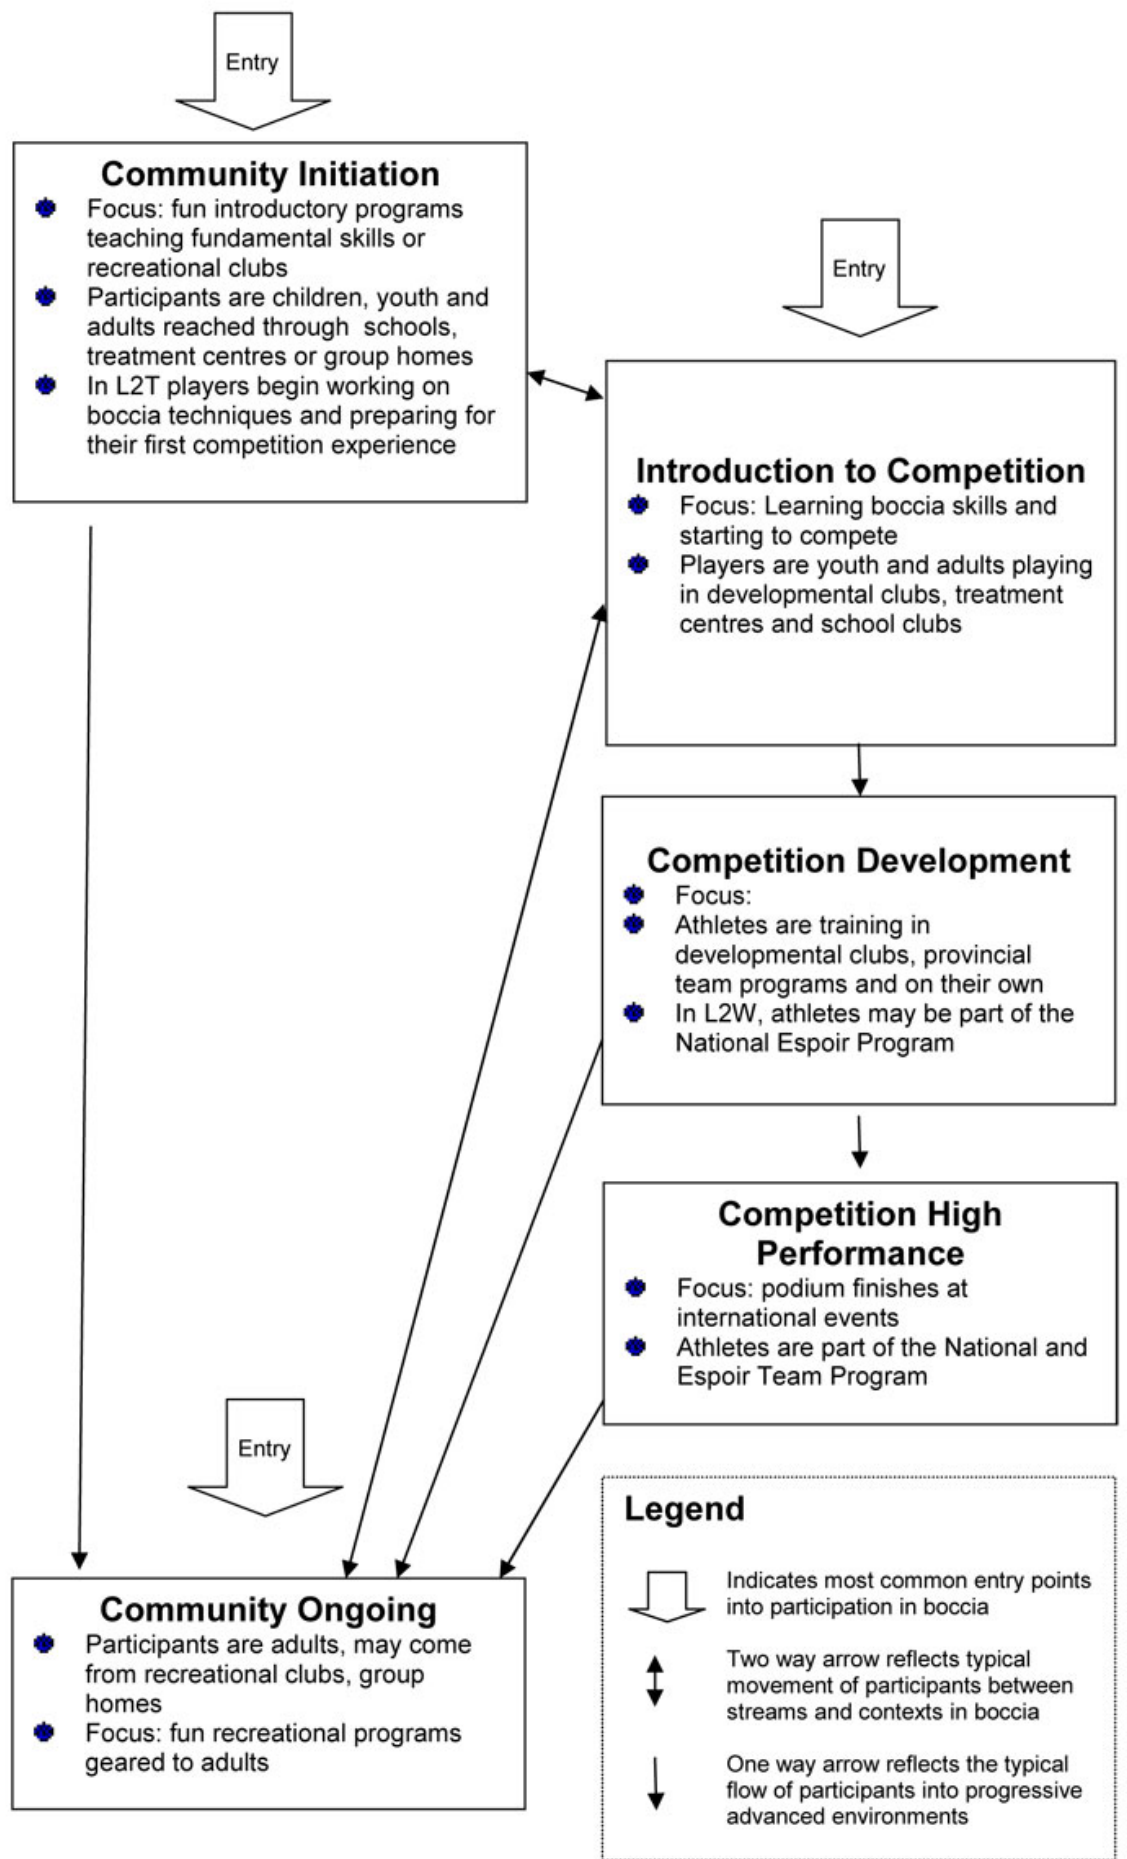 Entry
Community Initiation
Focus: fun introductory programs
teaching fundamental skills or
recreational clubs
Participants are children, youth and
adults reached through schools,
treatment centres or group homes
In L2T players begin working on
boccia techniques and preparing for
their first competition experience
Entry
Introduction to Competition
Focus: Learning boccia skills and
starting to compete
Players are youth and adults playing
in developmental clubs, treatment
centres and school clubs
Competition Development
Focus:
Athletes are training in
developmental clubs, provincial
team programs and on their own
In L2W, athletes may be part of the
National Espoir Program
Competition High
Performance
Focus: podium finishes at
international events
Athletes are part of the National and
Espoir Team Program
Entry
Community Ongoing
Participants are adults, may come
from recreational clubs, group
homes
Focus: fun recreational programs
geared to adults
Legend
Indicates most common entry points
into participation in boccia
Two way arrow reflects typical
movement of participants between
streams and contexts in boccia
One way arrow reflects the typical
flow of participants into progressive
advanced environments